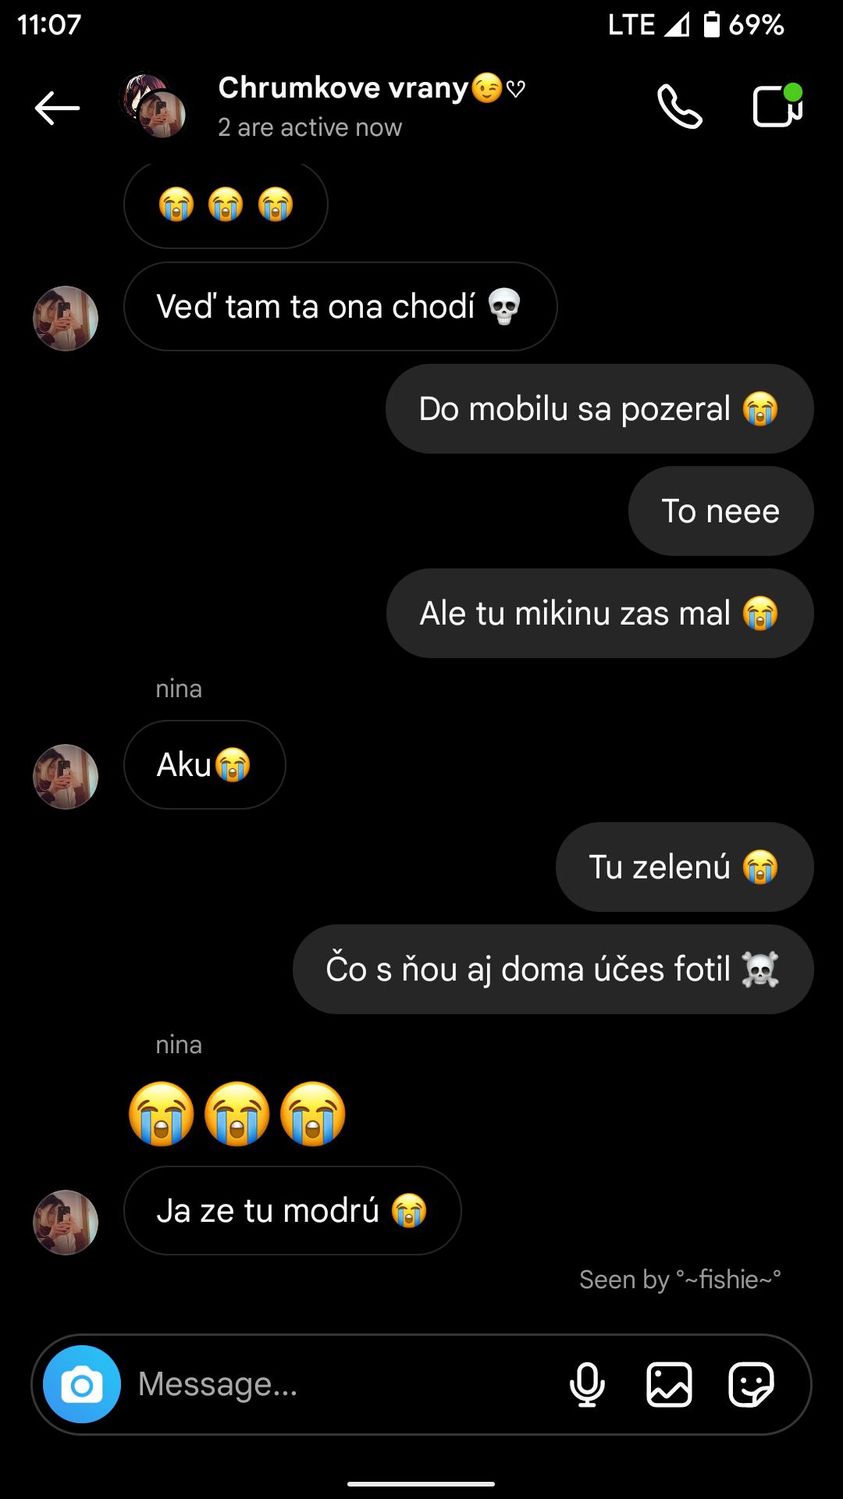 11:07
LTE 69%
Chrumkove vrany😉♡
2 are active now
😭 😭 😭
Veď tam ta ona chodí 💀
Do mobilu sa pozeral 😭
To neee
Ale tu mikinu zas mal 😭
nina
Aku😭
Tu zelenú 😭
Čo s ňou aj doma účes fotil ☠️
nina
😭😭😭
Ja ze tu modrú 😭
Seen by °~fishie~°
Message...